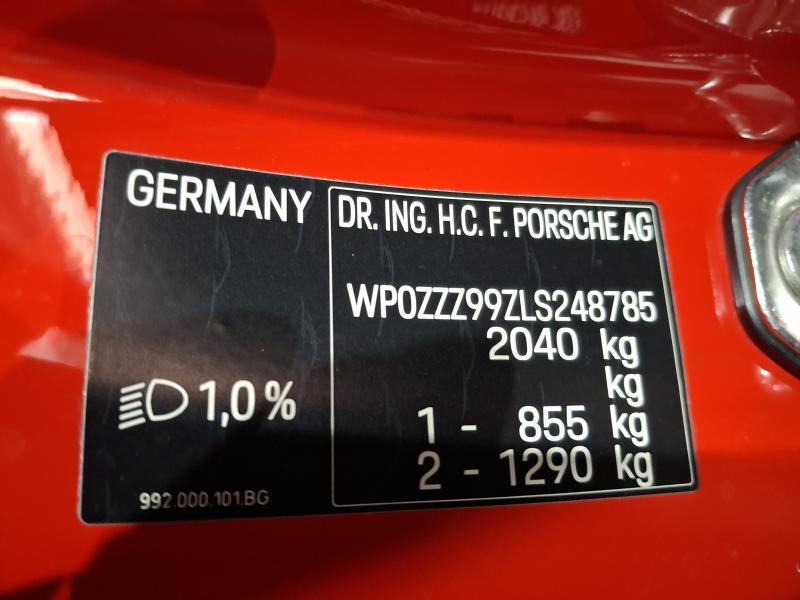 GERMANY
1,0 %
992.000.101.BG
DR. ING. H.C. F. PORSCHE AG
WP0ZZZ99ZLS248785
2040 kg
kg
1 - 855 kg
2 - 1290 kg